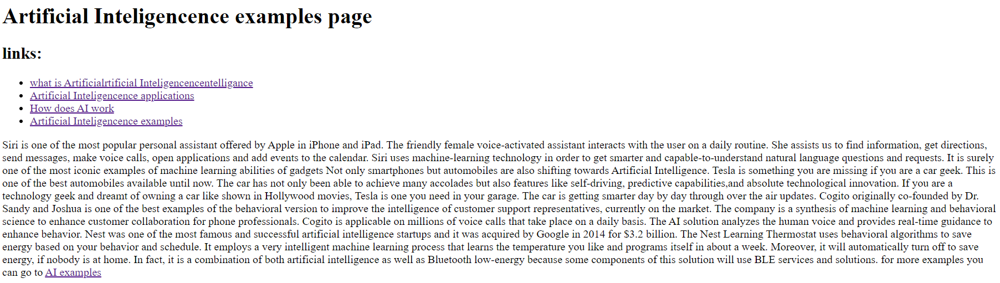 Artificial Inteligencence examples page
links:
what is Artificialrtificial Inteligencencentelligance
Artificial Inteligencence applications
How does AI work
Artificial Inteligencence examples
Siri is one of the most popular personal assistant offered by Apple in iPhone and iPad. The friendly female voice-activated assistant interacts with the user on a daily routine. She assists us to find information, get directions,
send messages, make voice calls, open applications and add events to the calendar. Siri uses machine-learning technology in order to get smarter and capable-to-understand natural language questions and requests. It is surely
one of the most iconic examples of machine learning abilities of gadgets Not only smartphones but automobiles are also shifting towards Artificial Intelligence. Tesla is something you are missing if you are a car geek. This is
one of the best automobiles available until now. The car has not only been able to achieve many accolades but also features like self-driving, predictive capabilities,and absolute technological innovation. If you are a
technology geek and dreamt of owning a car like shown in Hollywood movies, Tesla is one you need in your garage. The car is getting smarter day by day through over the air updates. Cogito originally co-founded by Dr.
Sandy and Joshua is one of the best examples of the behavioral version to improve the intelligence of customer support representatives, currently on the market. The company is a synthesis of machine learning and behavioral
science to enhance customer collaboration for phone professionals. Cogito is applicable on millions of voice calls that take place on a daily basis. The AI solution analyzes the human voice and provides real-time guidance to
enhance behavior. Nest was one of the most famous and successful artificial intelligence startups and it was acquired by Google in 2014 for $3.2 billion. The Nest Learning Thermostat uses behavioral algorithms to save
energy based on your behavior and schedule. It employs a very intelligent machine learning process that learns the temperature you like and programs itself in about a week. Moreover, it will automatically turn off to save
energy, if nobody is at home. In fact, it is a combination of both artificial intelligence as well as Bluetooth low-energy because some components of this solution will use BLE services and solutions. for more examples you
can go to AI examples